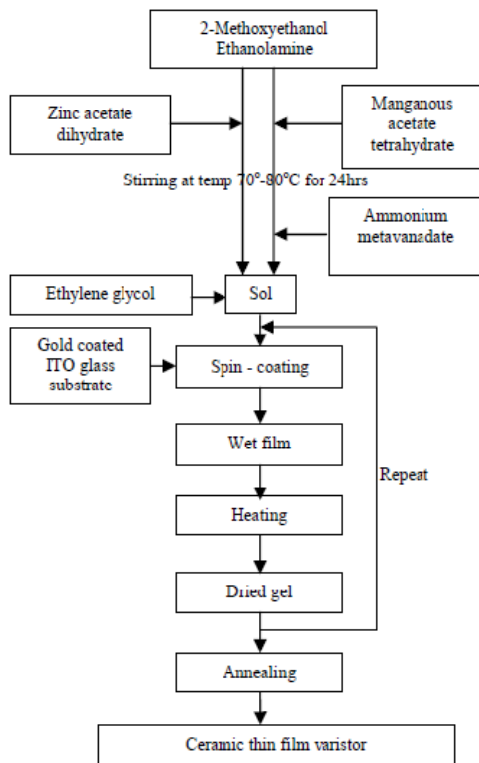 2-Methoxyethanol
Ethanolamine
Zinc acetate
dihydrate
Manganous
acetate
tetrahydrate
Stirring at temp 70°-80°C for 24hrs
Ammonium
metavanadate
Ethylene glycol
Sol
Gold coated
ITO glass
substrate
Spin - coating
Wet film
Repeat
Heating
Dried gel
Annealing
Ceramic thin film varistor